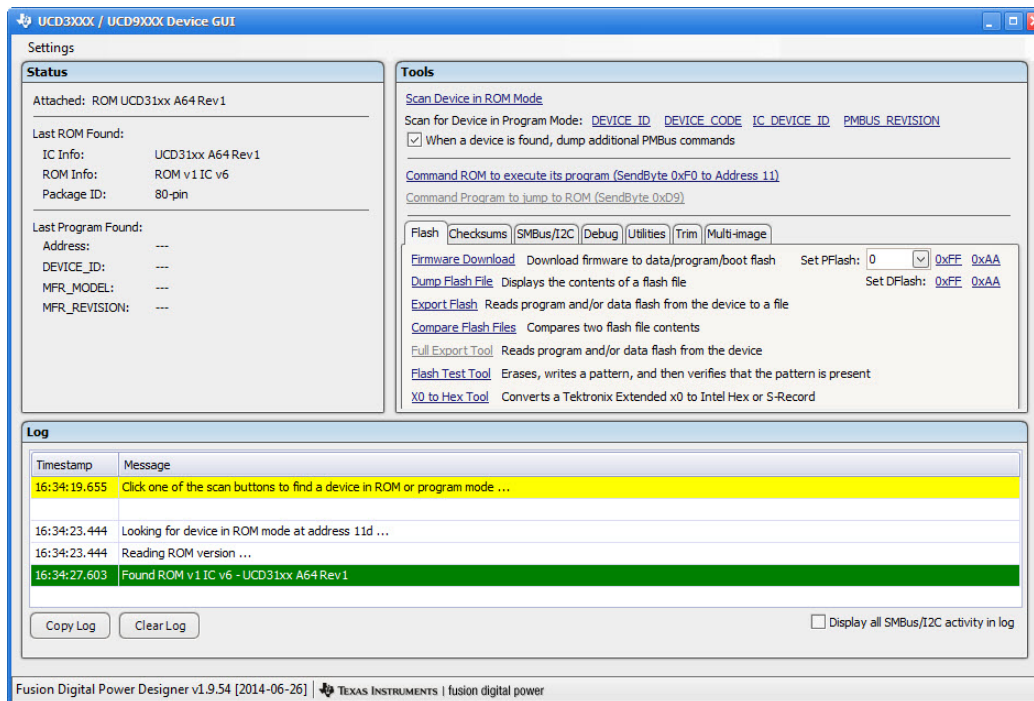 UCD3XXX / UCD9XXX Device GUI
Settings
Status
Attached: ROM UCD31xx A64 Rev1
Last ROM Found:
IC Info: UCD31xx A64 Rev1
ROM Info: ROM v1 IC v6
Package ID: 80-pin
Last Program Found:
Address: ---
DEVICE_ID: ---
MFR_MODEL: ---
MFR_REVISION: ---
Tools
Scan Device in ROM Mode
Scan for Device in Program Mode: DEVICE_ID DEVICE_CODE IC_DEVICE_ID PMBUS_REVISION
When a device is found, dump additional PMBus commands
Command ROM to execute its program (SendByte 0xF0 to Address 11)
Command Program to jump to ROM (SendByte 0xD9)
Flash Checksums SMBus/I2C Debug Utilities Trim Multi-image
Firmware Download Download firmware to data/program/boot flash Set PFlash: 0 0xFF 0xAA
Dump Flash File Displays the contents of a flash file Set DFlash: 0xFF 0xAA
Export Flash Reads program and/or data flash from the device to a file
Compare Flash Files Compares two flash file contents
Full Export Tool Reads program and/or data flash from the device
Flash Test Tool Erases, writes a pattern, and then verifies that the pattern is present
X0 to Hex Tool Converts a Tektronix Extended x0 to Intel Hex or S-Record
Log
Timestamp Message
16:34:19.655 Click one of the scan buttons to find a device in ROM or program mode ...
16:34:23.444 Looking for device in ROM mode at address 11d ...
16:34:23.444 Reading ROM version ...
16:34:27.603 Found ROM v1 IC v6 - UCD31xx A64 Rev1
Copy Log Clear Log Display all SMBus/I2C activity in log
Fusion Digital Power Designer v1.9.54 [2014-06-26] TEXAS INSTRUMENTS | fusion digital power